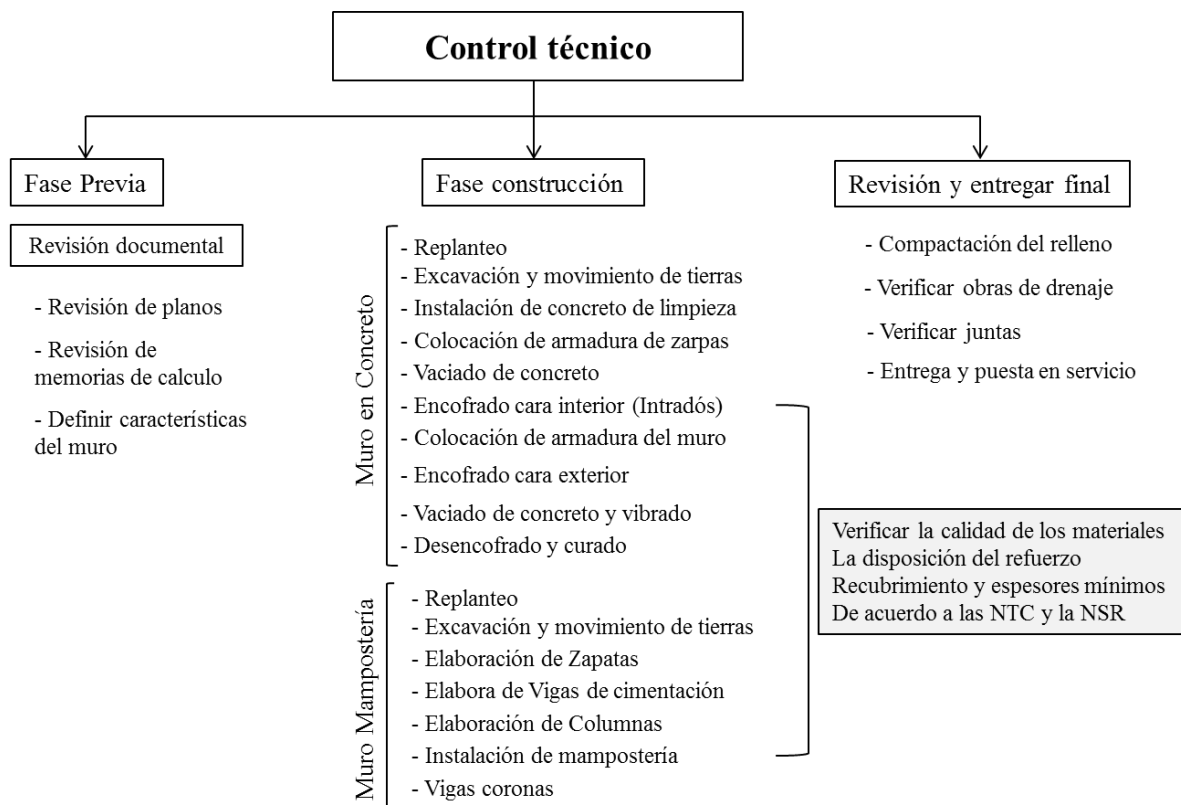 Control técnico
Fase Previa
Revisión documental
- Revisión de planos
- Revisión de
memorias de calculo
- Definir características
del muro
Fase construcción
Muro en Concreto
- Replanteo
- Excavación y movimiento de tierras
- Instalación de concreto de limpieza
- Colocación de armadura de zarpas
- Vaciado de concreto
- Encofrado cara interior (Intradós)
- Colocación de armadura del muro
- Encofrado cara exterior
- Vaciado de concreto y vibrado
- Desencofrado y curado
Muro Mampostería
- Replanteo
- Excavación y movimiento de tierras
- Elaboración de Zapatas
- Elabora de Vigas de cimentación
- Elaboración de Columnas
- Instalación de mampostería
- Vigas coronas
Revisión y entregar final
- Compactación del relleno
- Verificar obras de drenaje
- Verificar juntas
- Entrega y puesta en servicio
Verificar la calidad de los materiales
La disposición del refuerzo
Recubrimiento y espesores mínimos
De acuerdo a las NTC y la NSR